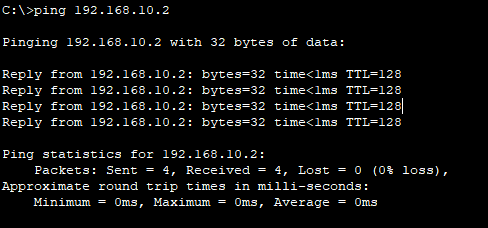 C:\>ping 192.168.10.2
Pinging 192.168.10.2 with 32 bytes of data:
Reply from 192.168.10.2: bytes=32 time<1ms TTL=128
Reply from 192.168.10.2: bytes=32 time<1ms TTL=128
Reply from 192.168.10.2: bytes=32 time<1ms TTL=128
Reply from 192.168.10.2: bytes=32 time<1ms TTL=128
Ping statistics for 192.168.10.2:
Packets: Sent = 4, Received = 4, Lost = 0 (0% loss),
Approximate round trip times in milli-seconds:
Minimum = 0ms, Maximum = 0ms, Average = 0ms